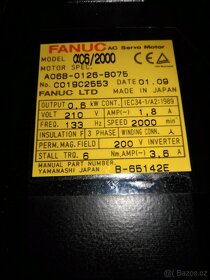 FANUC AC Servo Motor
MODEL αC6/2000
MOTOR SPEC.
A06B-0126-B075
No. C019C2553 DATE 01.09
FANUC LTD MADE IN JAPAN
OUTPUT 0.6 kW CONT. IEC34-1/A2:1989
VOLT 210 V AMP(~) 1.8 A
FREQ. 133 Hz SPEED 2000 min
INSULATION F 3 PHASE WINDING CONN.
PERM. MAG. FIELD 200 V INVERTER
STALL TRQ. 6 Nm, AMP(~) 3.6 A
MANUFACTURED AT
YAMANASHI JAPAN B-65142E